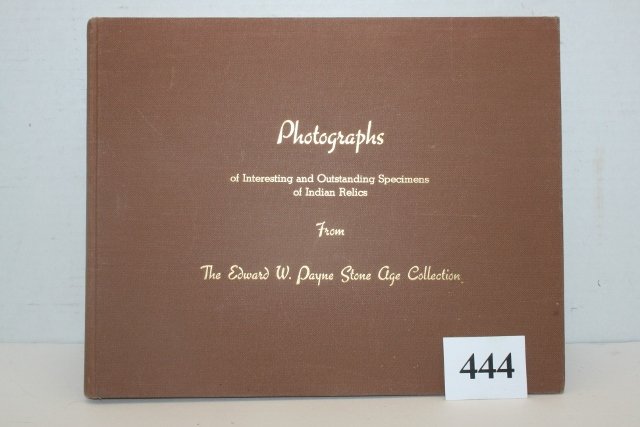 Photographs
of Interesting and Outstanding Specimens
of Indian Relics
From
The Edward W. Payne Stone Age Collection
444